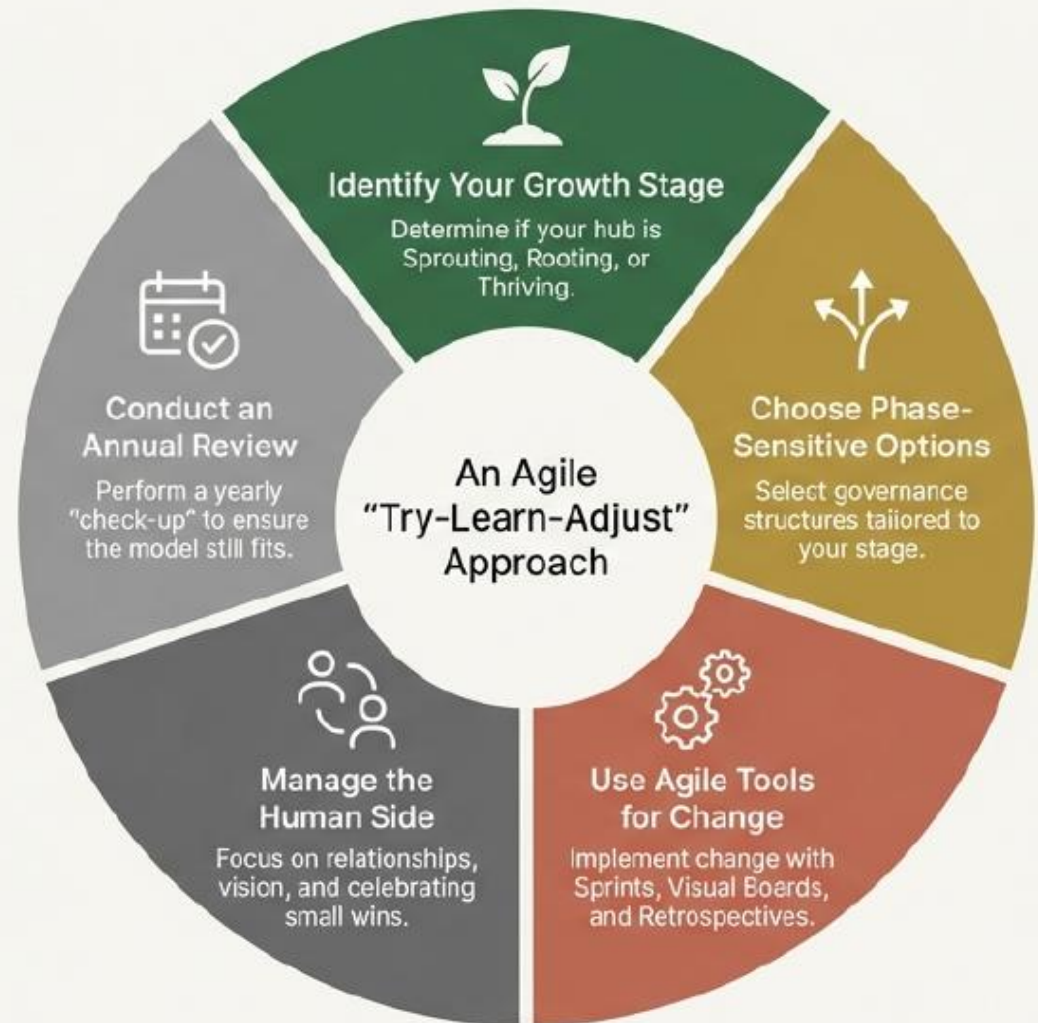 Identify Your Growth Stage
Determine if your hub is
Sprouting, Rooting, or
Thriving.
Choose Phase-
Sensitive Options
Select governance
structures tailored to
your stage.
Use Agile Tools
for Change
Implement change with
Sprints, Visual Boards,
and Retrospectives.
Manage the
Human Side
Focus on relationships,
vision, and celebrating
small wins.
Conduct an
Annual Review
Perform a yearly
"check-up" to ensure
the model still fits.
An Agile
“Try-Learn-Adjust”
Approach